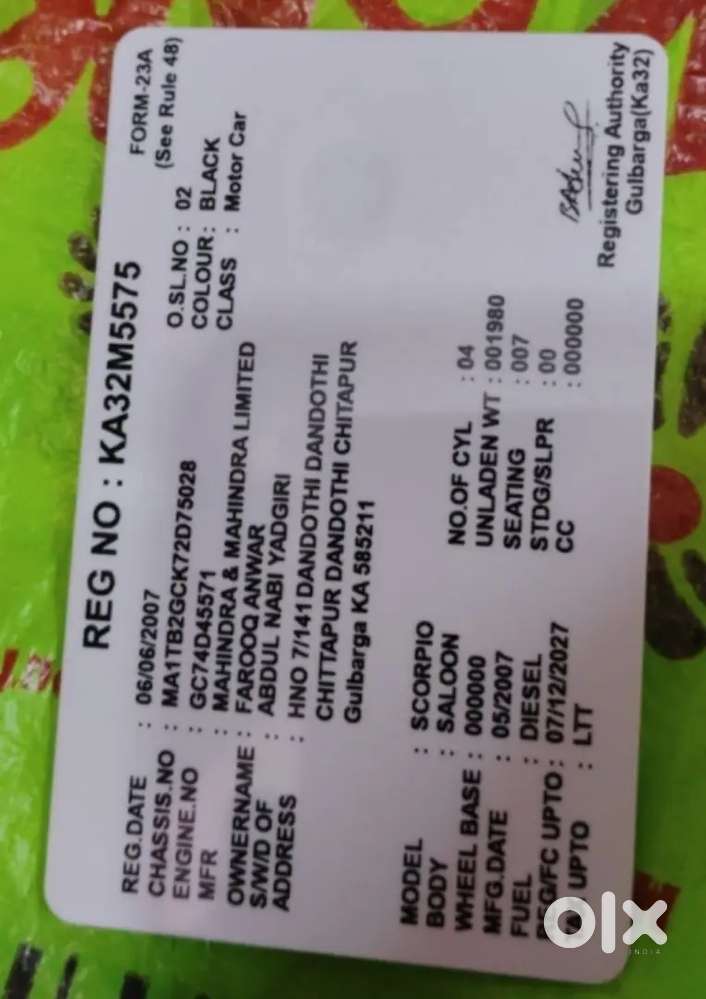 FORM-23A
(See Rule 48)
REG NO : KA32M5575
REG.DATE : 06/06/2007 O.SL.NO : 02
CHASSIS.NO : MA1TB2GCK72D75028 COLOUR : BLACK
ENGINE.NO : GC74D45571 CLASS : Motor Car
MFR : MAHINDRA & MAHINDRA LIMITED
OWNERNAME : FAROOQ ANWAR
S/W/D OF : ABDUL NABI YADGIRI
ADDRESS : HNO 7/141 DANDOTHI DANDOTHI
CHITTAPUR DANDOTHI CHITAPUR
Gulbarga KA 585211
MODEL : SCORPIO NO.OF CYL : 04
BODY : SALOON UNLADEN WT : 001980
WHEEL BASE : 000000 SEATING : 007
MFG.DATE : 05/2007 STDG/SLPR : 00
FUEL : DIESEL CC : 000000
REG/FC UPTO : 07/12/2027
UPTO : LTT
Registering Authority
Gulbarga(Ka32)
olx
INDIA